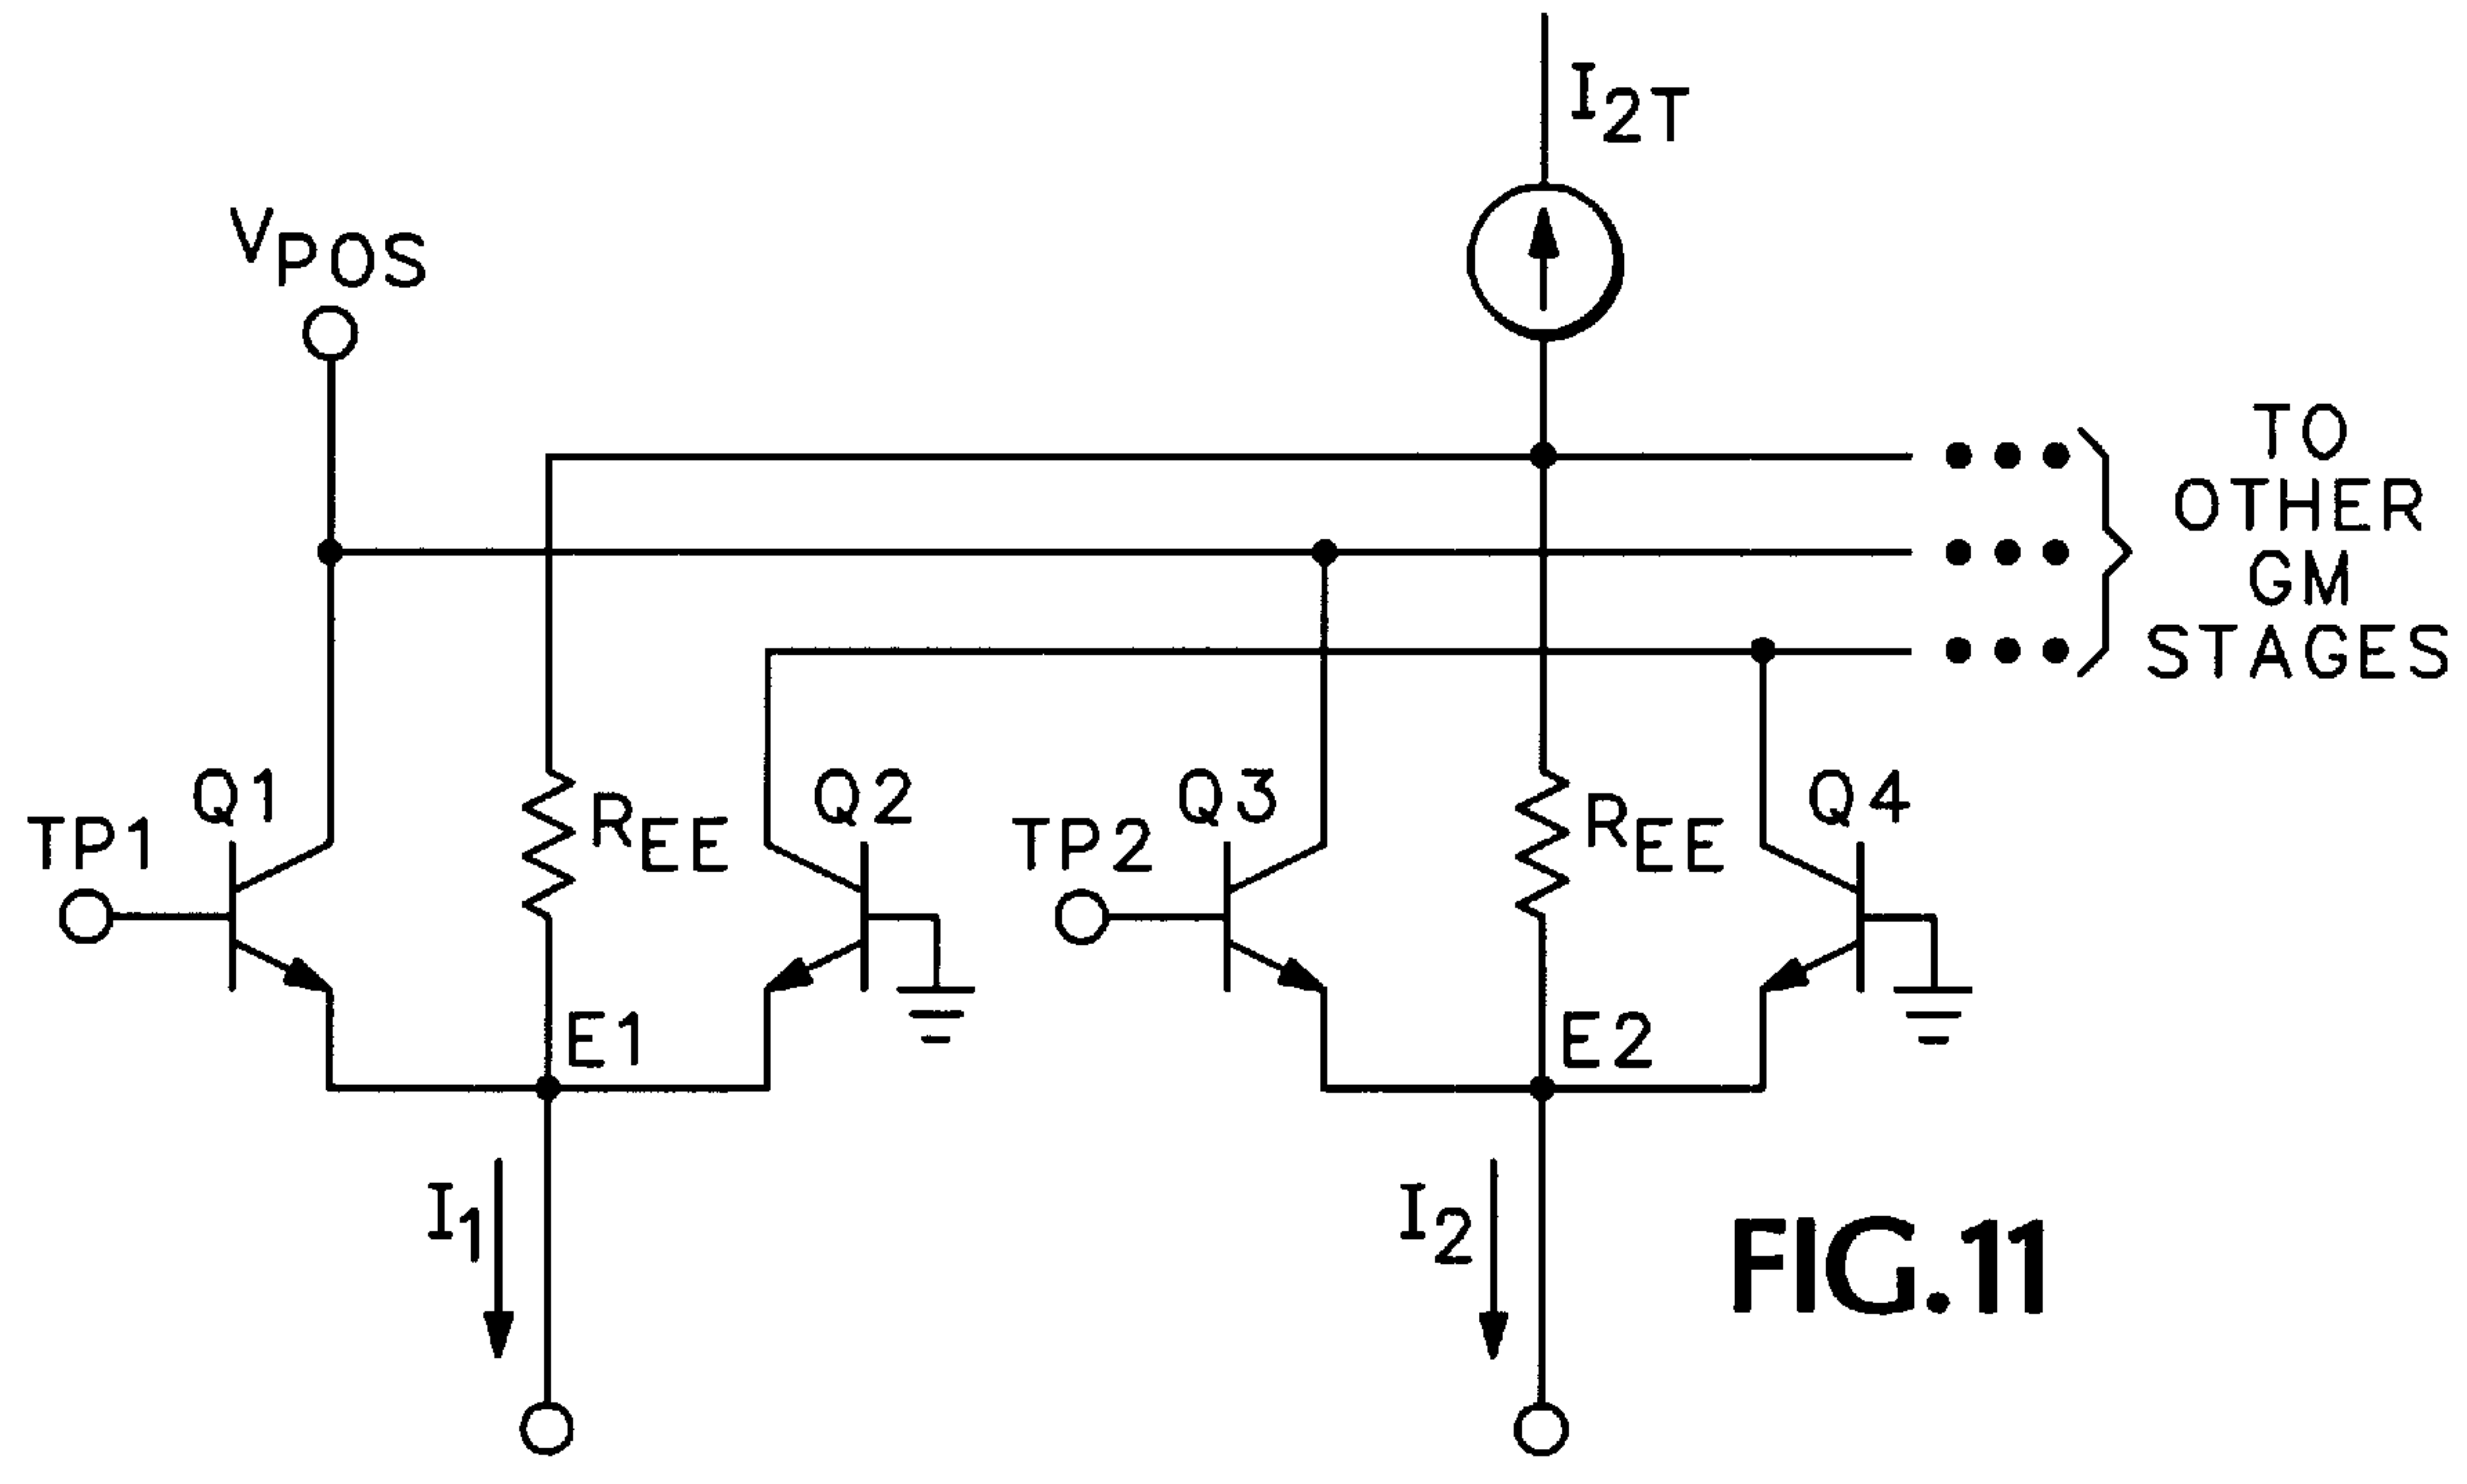 I2T
VPOS
TO
OTHER
GM
STAGES
Q1
TP1
REE
Q2
TP2
Q3
REE
Q4
E1
E2
I1
I2
FIG.11